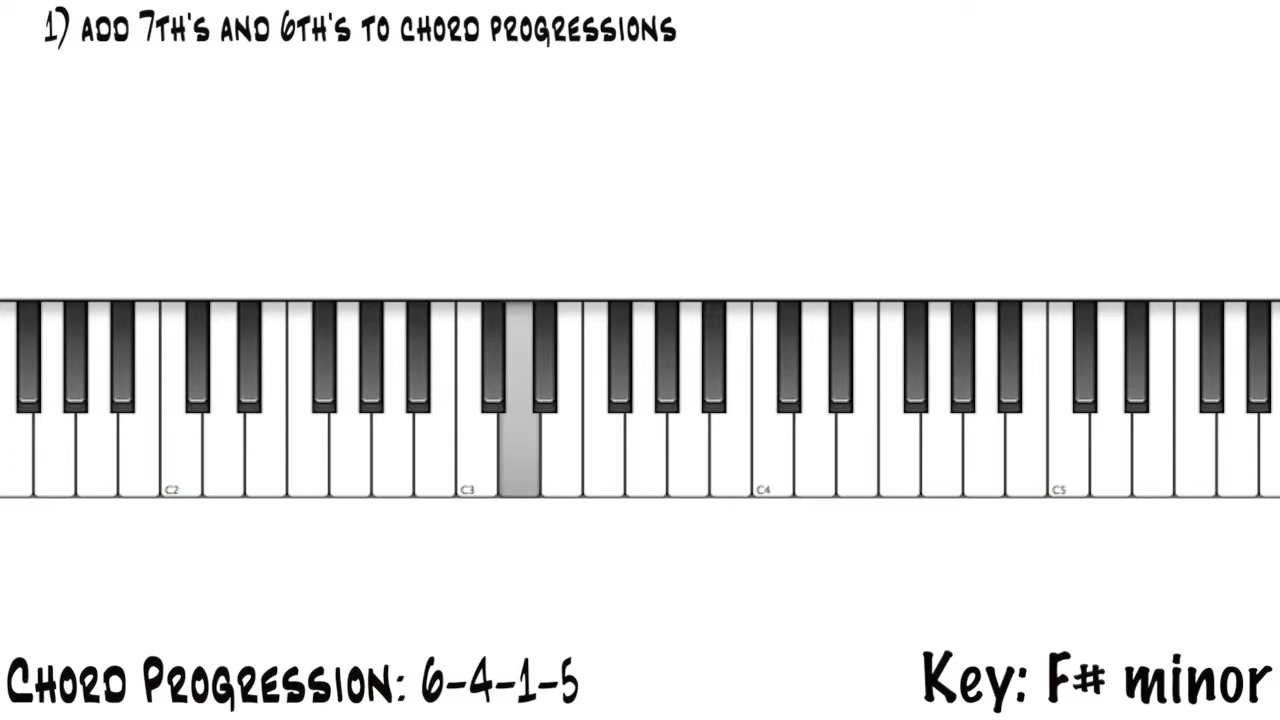 1) ADD 7TH'S AND 6TH'S TO CHORD PROGRESSIONS
C2 C3 C4 C5
CHORD PROGRESSION: 6-4-1-5
Key: F# minor